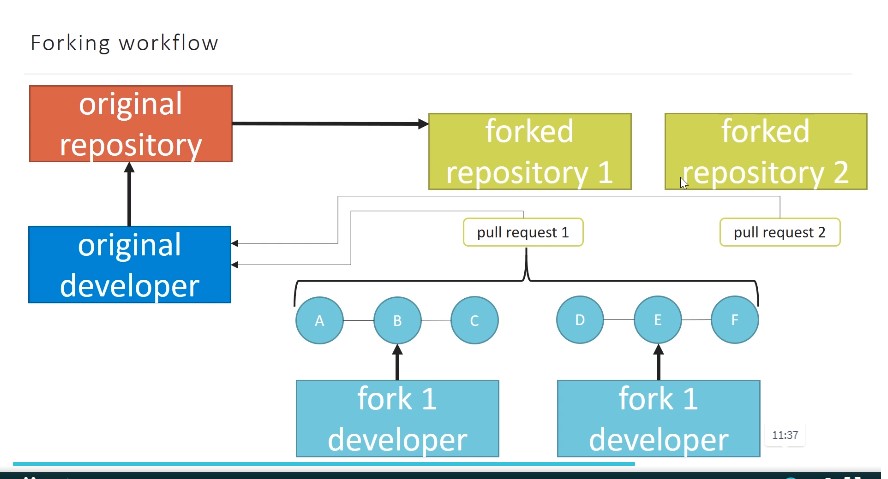 Forking workflow
original
repository
forked
repository 1
forked
repository 2
original
developer
pull request 1
pull request 2
A
B
C
D
E
F
fork 1
developer
fork 1
developer
11:37